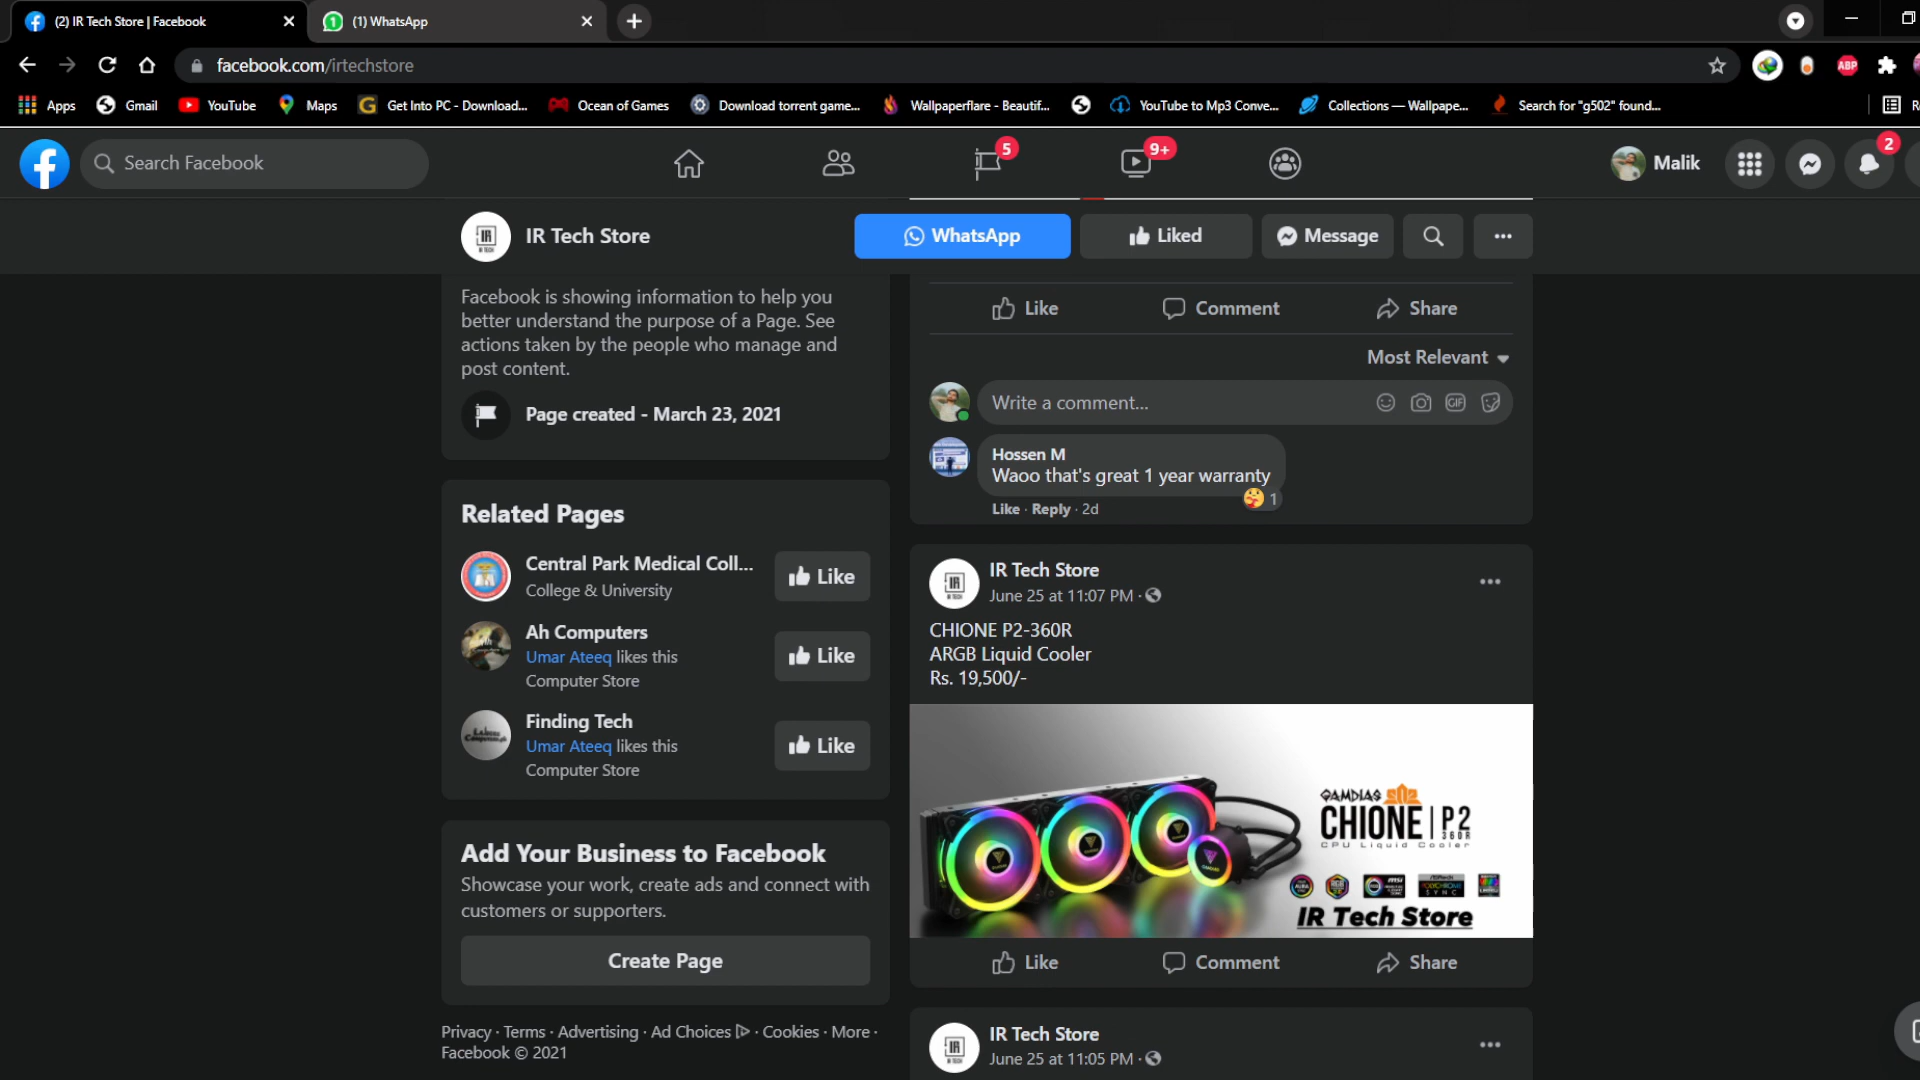 (2) IR Tech Store | Facebook
(1) WhatsApp
facebook.com/irtechstore
Apps
Gmail
YouTube
Maps
Get Into PC - Download...
Ocean of Games
Download torrent game...
Wallpaperflare - Beautif...
YouTube to Mp3 Conve...
Collections — Wallpape...
Search for "g502" found...
ABP
Search Facebook
5
9+
Malik
2
IR Tech Store
WhatsApp
Liked
Message
Facebook is showing information to help you
better understand the purpose of a Page. See
actions taken by the people who manage and
post content.
Page created - March 23, 2021
Related Pages
Central Park Medical Coll...
College & University
Like
Ah Computers
Umar Ateeq likes this
Computer Store
Like
Finding Tech
Umar Ateeq likes this
Computer Store
Like
Add Your Business to Facebook
Showcase your work, create ads and connect with
customers or supporters.
Create Page
Privacy · Terms · Advertising · Ad Choices · Cookies · More ·
Facebook © 2021
Like
Comment
Share
Most Relevant
Write a comment...
GIF
Hossen M
Waoo that's great 1 year warranty
1
Like · Reply · 2d
IR Tech Store
June 25 at 11:07 PM ·
CHIONE P2-360R
ARGB Liquid Cooler
Rs. 19,500/-
GAMDIAS
CHIONE | P2
360R
CPU Liquid Cooler
IR Tech Store
Like
Comment
Share
IR Tech Store
June 25 at 11:05 PM ·